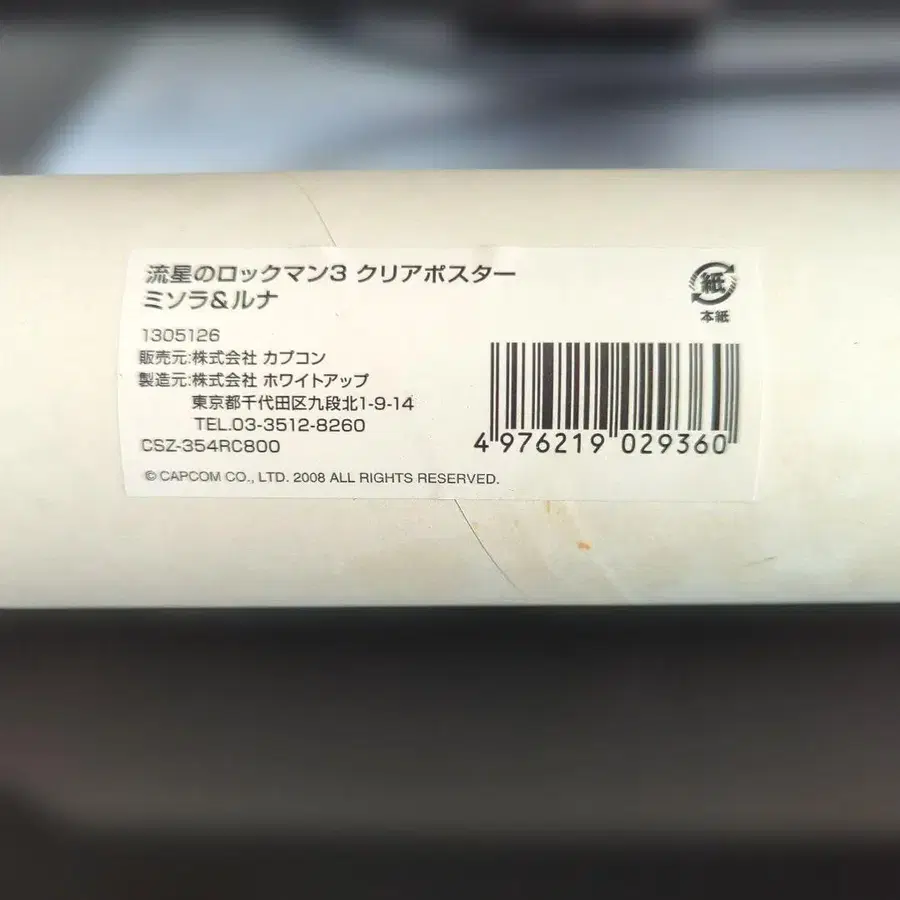 流星のロックマン3 クリアポスター
ミソラ&ルナ
紙
本紙
1305126
販売元:株式会社 カプコン
製造元:株式会社 ホワイトアップ
東京都千代田区九段北1-9-14
TEL.03-3512-8260
CSZ-354RC800
4 976219 029360
© CAPCOM CO., LTD. 2008 ALL RIGHTS RESERVED.